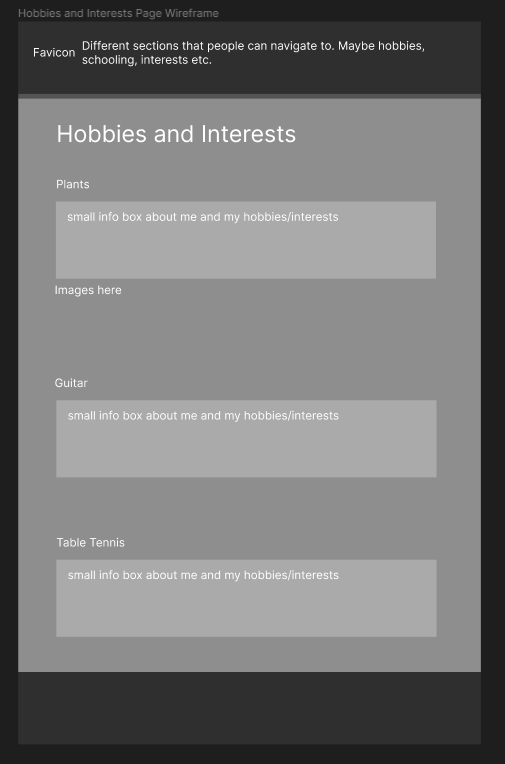 Hobbies and Interests Page Wireframe
Favicon
Different sections that people can navigate to. Maybe hobbies,
schooling, interests etc.
Hobbies and Interests
Plants
small info box about me and my hobbies/interests
Images here
Guitar
small info box about me and my hobbies/interests
Table Tennis
small info box about me and my hobbies/interests